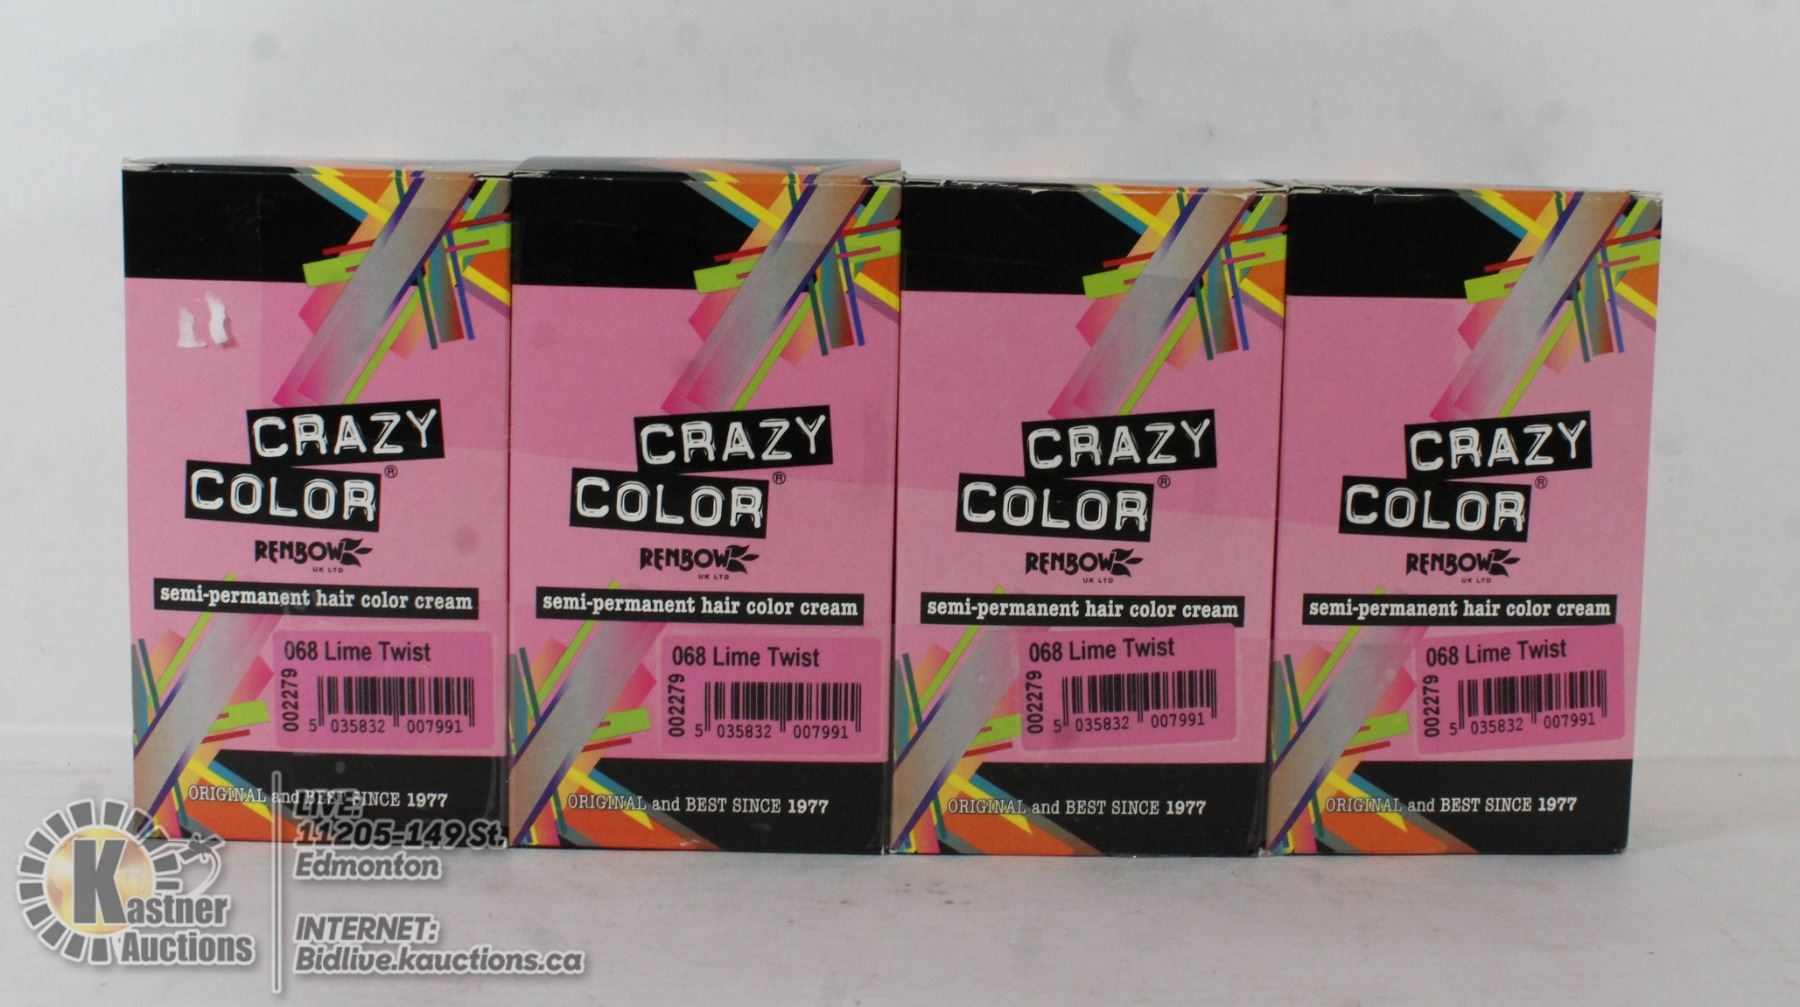 CRAZY
COLOR®
RENBOW
UK LTD
semi-permanent hair color cream
068 Lime Twist
002279
5 035832 007991
ORIGINAL and BEST SINCE 1977
CRAZY
COLOR®
RENBOW
UK LTD
semi-permanent hair color cream
068 Lime Twist
002279
5 035832 007991
ORIGINAL and BEST SINCE 1977
CRAZY
COLOR®
RENBOW
UK LTD
semi-permanent hair color cream
068 Lime Twist
002279
5 035832 007991
ORIGINAL and BEST SINCE 1977
CRAZY
COLOR®
RENBOW
UK LTD
semi-permanent hair color cream
068 Lime Twist
002279
5 035832 007991
ORIGINAL and BEST SINCE 1977
Kastner
Auctions
LIVE:
11205-149 St.
Edmonton
INTERNET:
Bidlive.kauctions.ca